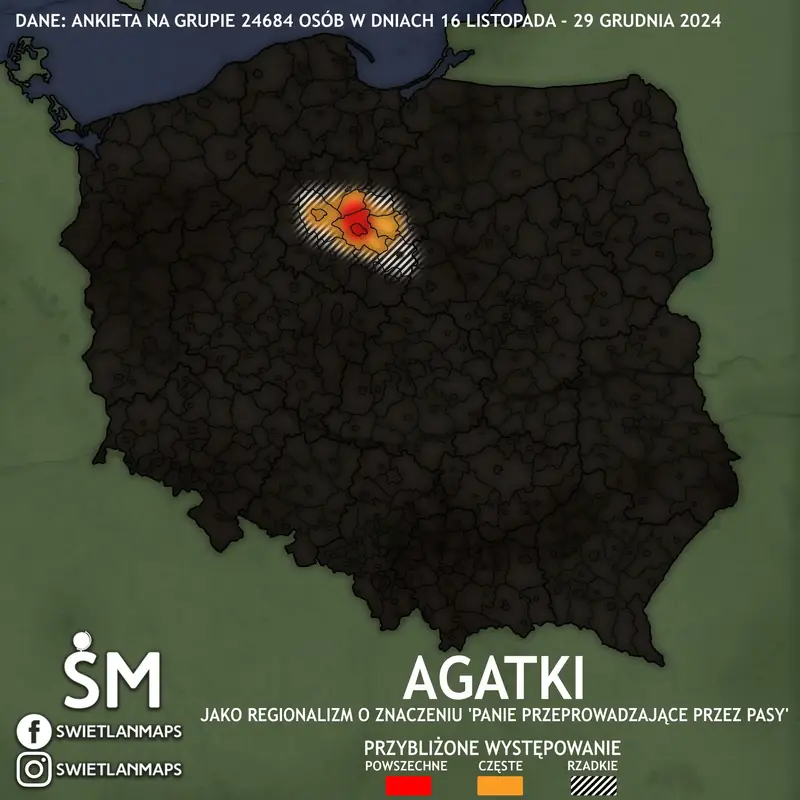 DANE: ANKIETA NA GRUPIE 24684 OSÓB W DNIACH 16 LISTOPADA - 29 GRUDNIA 2024
ŚM
SWIETLANMAPS
SWIETLANMAPS
AGATKI
JAKO REGIONALIZM O ZNACZENIU 'PANIE PRZEPROWADZAJĄCE PRZEZ PASY'
PRZYBLIŻONE WYSTĘPOWANIE
POWSZECHNE CZĘSTE RZADKIE